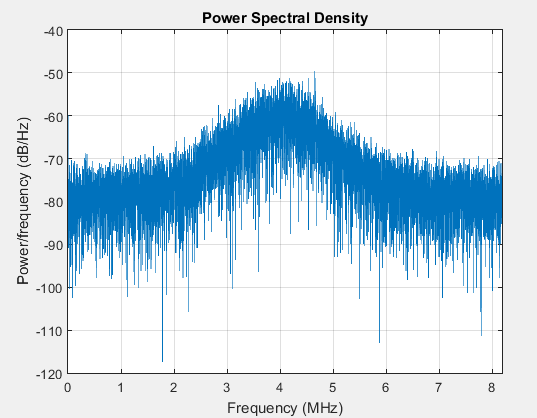 Power Spectral Density
-40
-50
-60
-70
-80
-90
-100
-110
-120
Power/frequency (dB/Hz)
0 1 2 3 4 5 6 7 8
Frequency (MHz)